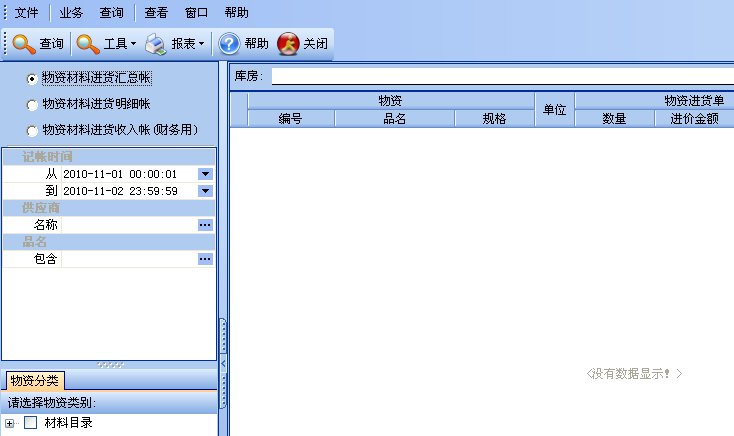 文件 业务 查询 查看 窗口 帮助
查询 工具 报表 帮助 关闭
物资材料进货汇总帐
物资材料进货明细帐
物资材料进货收入帐(财务用)
记帐时间
从 2010-11-01 00:00:01
到 2010-11-02 23:59:59
供应商
名称
品名
包含
物资分类
请选择物资类别:
材料目录
库房:
物资 单位 物资进货单
编号 品名 规格 数量 进价金额
<没有数据显示! >